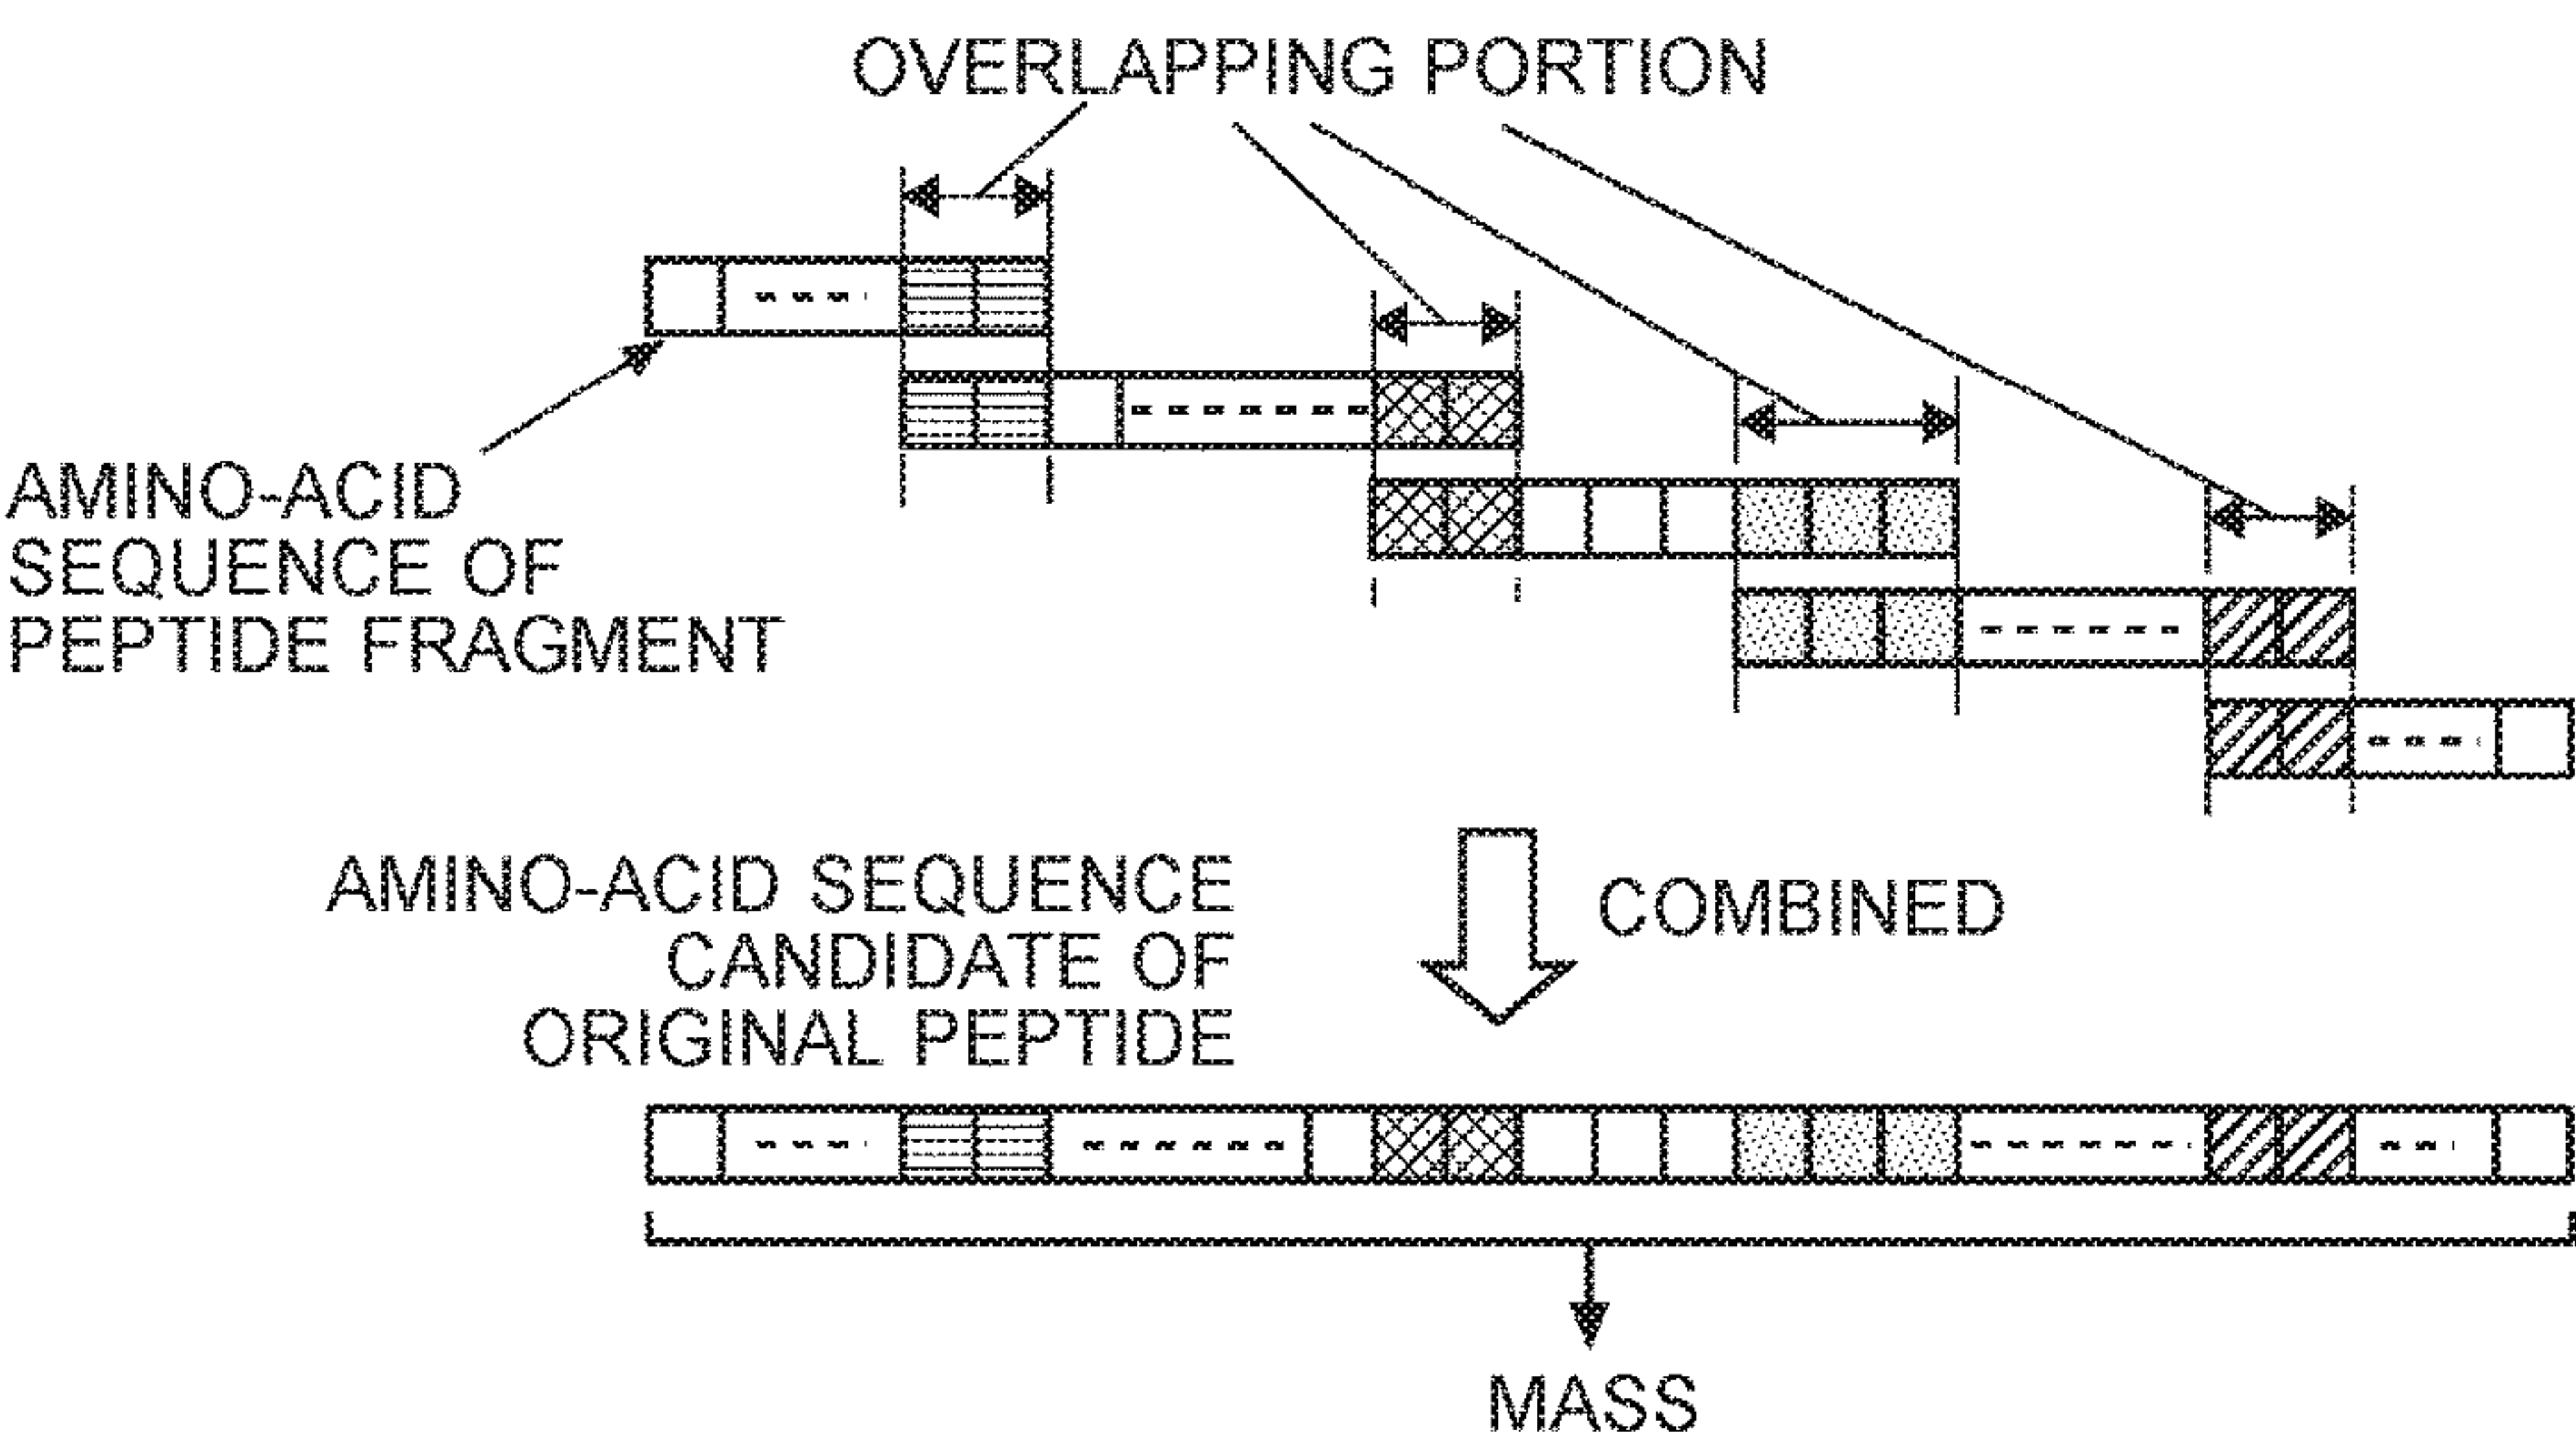 OVERLAPPING PORTION
AMINO-ACID
SEQUENCE OF
PEPTIDE FRAGMENT
AMINO-ACID SEQUENCE
CANDIDATE OF
ORIGINAL PEPTIDE
COMBINED
MASS